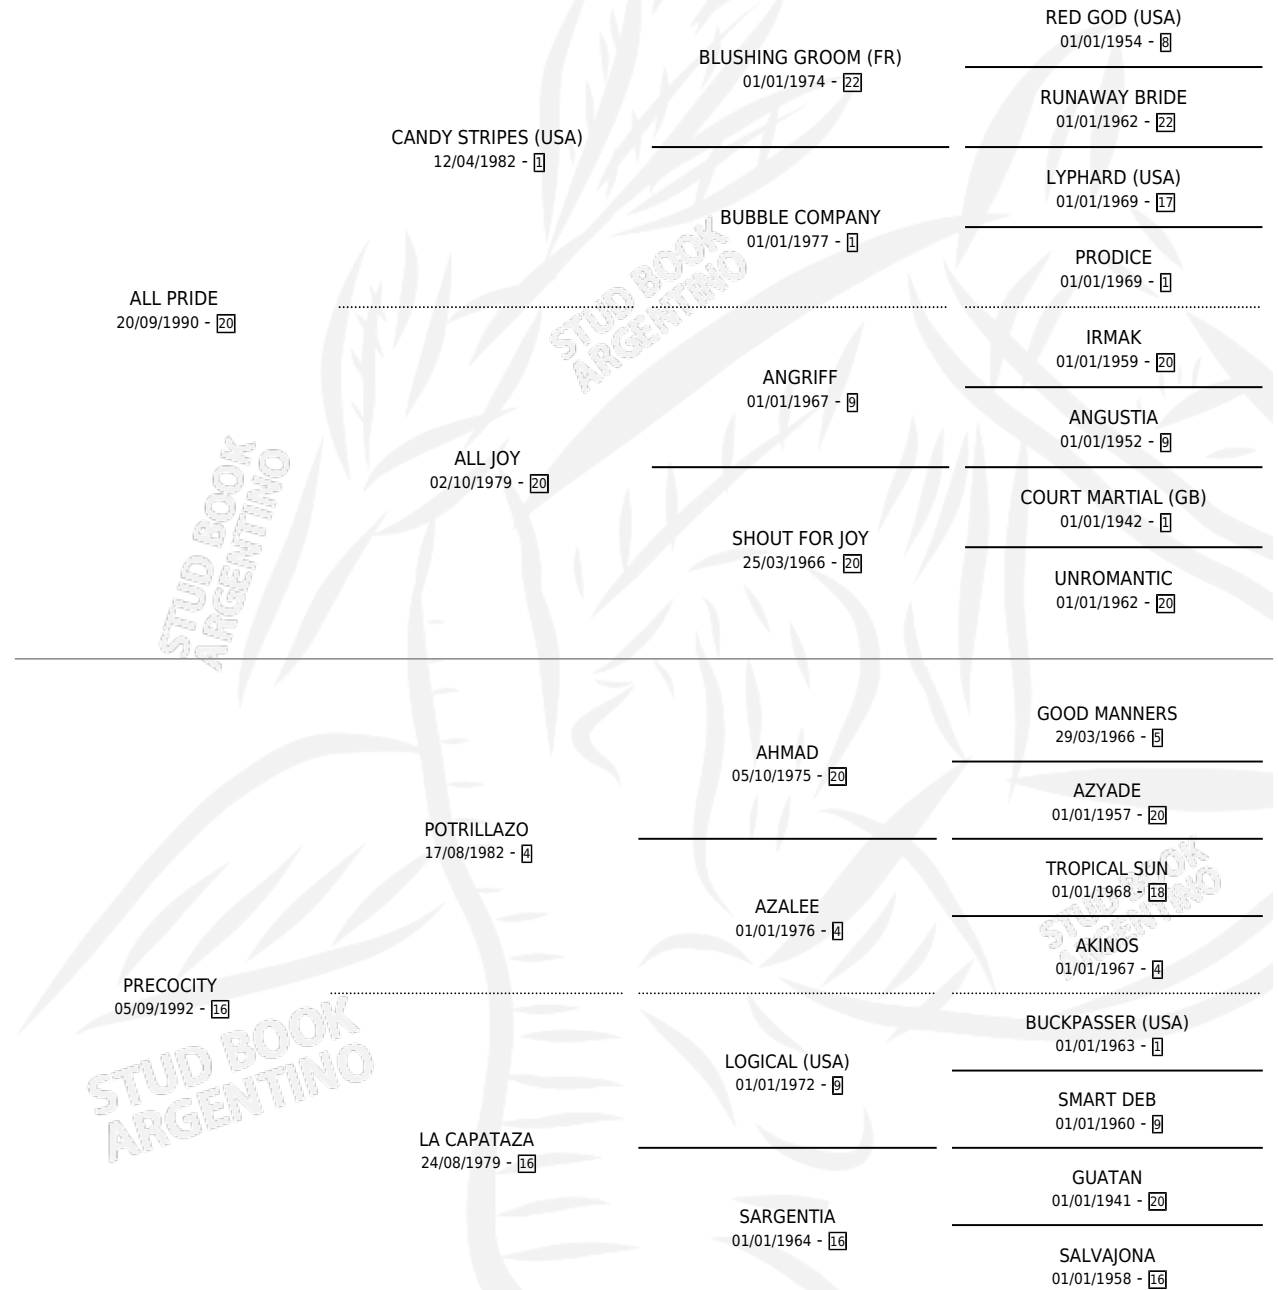 RED GOD (USA)
01/01/1954 - 8
BLUSHING GROOM (FR)
01/01/1974 - 22
RUNAWAY BRIDE
01/01/1962 - 22
CANDY STRIPES (USA)
12/04/1982 - 1
LYPHARD (USA)
01/01/1969 - 17
BUBBLE COMPANY
01/01/1977 - 1
PRODICE
01/01/1969 - 1
ALL PRIDE
20/09/1990 - 20
IRMAK
01/01/1959 - 20
ANGRIFF
01/01/1967 - 9
ANGUSTIA
01/01/1952 - 9
ALL JOY
02/10/1979 - 20
COURT MARTIAL (GB)
01/01/1942 - 1
SHOUT FOR JOY
25/03/1966 - 20
UNROMANTIC
01/01/1962 - 20
STUD BOOK
ARGENTINO
STUD BOOK
ARGENTINO
GOOD MANNERS
29/03/1966 - 5
AHMAD
05/10/1975 - 20
AZYADE
01/01/1957 - 20
POTRILLAZO
17/08/1982 - 4
TROPICAL SUN
01/01/1968 - 18
AZALEE
01/01/1976 - 4
AKINOS
01/01/1967 - 4
PRECOCITY
05/09/1992 - 16
BUCKPASSER (USA)
01/01/1963 - 1
LOGICAL (USA)
01/01/1972 - 9
SMART DEB
01/01/1960 - 9
LA CAPATAZA
24/08/1979 - 16
GUATAN
01/01/1941 - 20
SARGENTIA
01/01/1964 - 16
SALVAJONA
01/01/1958 - 16
STUD BOOK
ARGENTINO
STUD BOOK
ARGENTINO